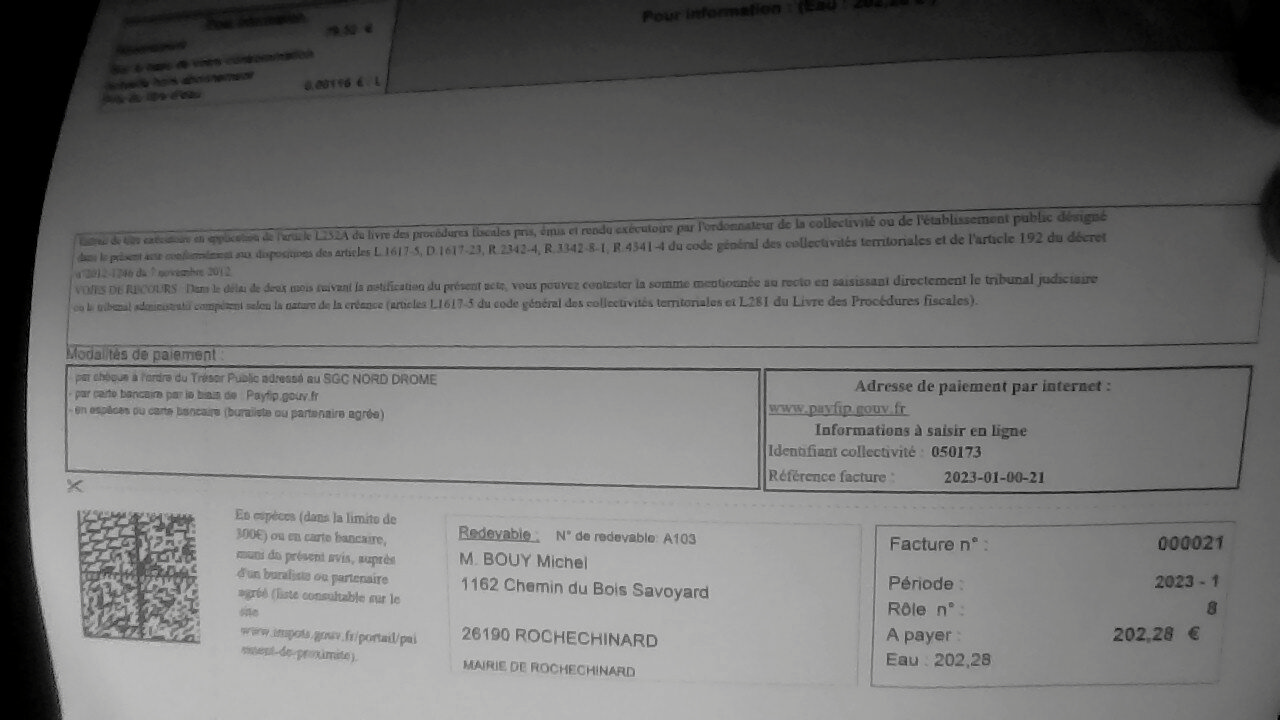 Pour information
79.52 €
Pour information : (Eau : 202,28 € )
Abonnement
Sur la base de votre consommation
actuelle hors abonnement
0.00116 € / L
Prix du litre d'eau
Extrait de titre exécutoire en application de l'article L252A du livre des procédures fiscales pris, émis et rendu exécutoire par l'ordonnateur de la collectivité ou de l'établissement public désigné
dans le présent acte conformément aux dispositions des articles L.1617-5, D.1617-23, R.2342-4, R.3342-8-1, R.4341-4 du code général des collectivités territoriales et de l'article 192 du décret
n°2012-1246 du 7 novembre 2012.
VOIES DE RECOURS : Dans le délai de deux mois suivant la notification du présent acte, vous pouvez contester la somme mentionnée au recto en saisissant directement le tribunal judiciaire
ou le tribunal administratif compétent selon la nature de la créance (articles L1617-5 du code général des collectivités territoriales et L281 du Livre des Procédures fiscales).
Modalités de paiement :
- par chèque à l'ordre du Trésor Public adressé au SGC NORD DROME
- par carte bancaire par le biais de : Payfip.gouv.fr
- en espèces ou carte bancaire (buraliste ou partenaire agrée)
Adresse de paiement par internet :
www.payfip.gouv.fr
Informations à saisir en ligne
Identifiant collectivité : 050173
Référence facture : 2023-01-00-21
En espèces (dans la limite de
300€) ou en carte bancaire,
muni du présent avis, auprès
d'un buraliste ou partenaire
agréé (liste consultable sur le
site
www.impots.gouv.fr/portail/pai
ement-de-proximite).
Redevable : N° de redevable: A103
M. BOUY Michel
1162 Chemin du Bois Savoyard
26190 ROCHECHINARD
MAIRIE DE ROCHECHINARD
Facture n° : 000021
Période : 2023 - 1
Rôle n° : 8
A payer : 202,28 €
Eau : 202,28